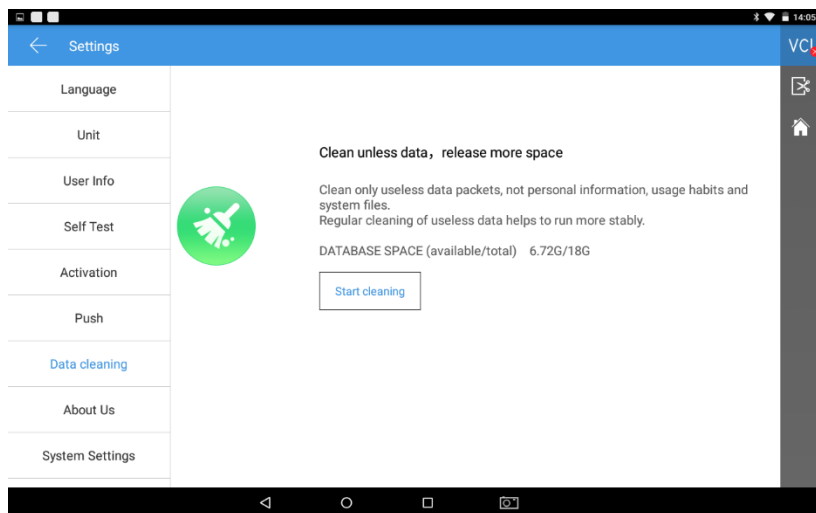 14:05
Settings
VCI
Language
Unit
User Info
Self Test
Activation
Push
Data cleaning
About Us
System Settings
Clean unless data，release more space
Clean only useless data packets, not personal information, usage habits and
system files.
Regular cleaning of useless data helps to run more stably.
DATABASE SPACE (available/total) 6.72G/18G
Start cleaning